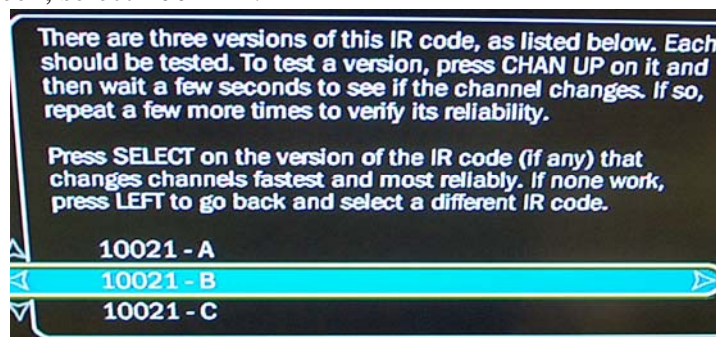 There are three versions of this IR code, as listed below. Each
should be tested. To test a version, press CHAN UP on it and
then wait a few seconds to see if the channel changes. If so,
repeat a few more times to verify its reliability.
Press SELECT on the version of the IR code (if any) that
changes channels fastest and most reliably. If none work,
press LEFT to go back and select a different IR code.
10021 - A
10021 - B
10021 - C